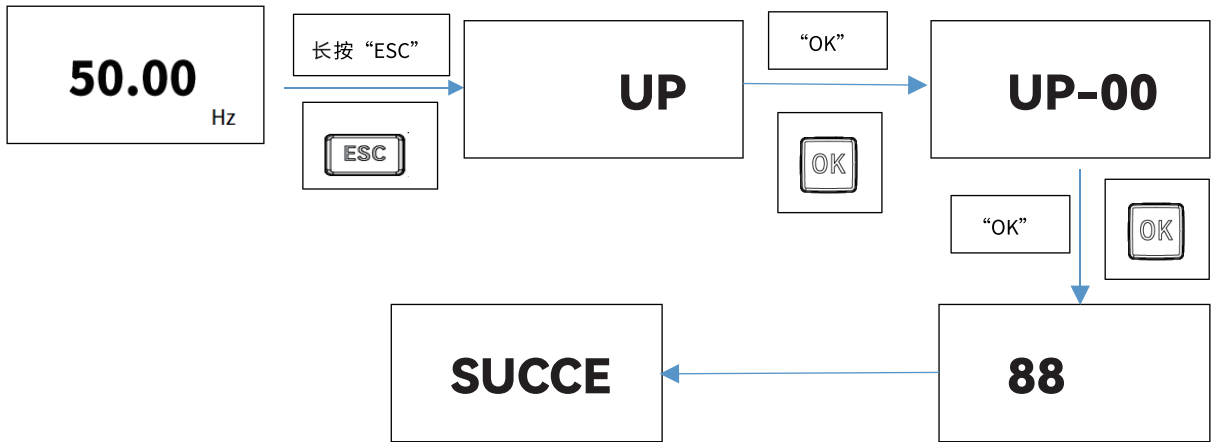 50.00
Hz
长按“ESC”
ESC
UP
“OK”
OK
UP-00
“OK”
OK
88
SUCCE